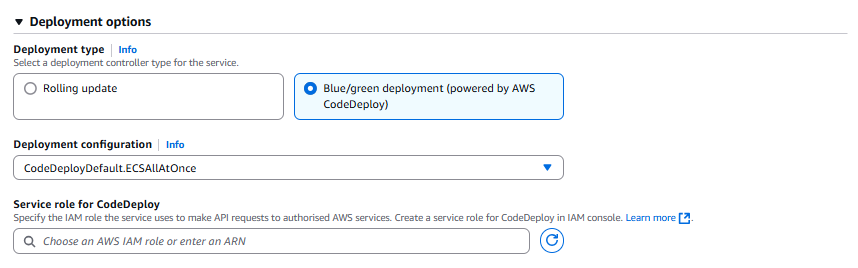 Deployment options
Deployment type Info
Select a deployment controller type for the service.
Rolling update
Blue/green deployment (powered by AWS
CodeDeploy)
Deployment configuration Info
CodeDeployDefault.ECSAllAtOnce
Service role for CodeDeploy
Specify the IAM role the service uses to make API requests to authorised AWS services. Create a service role for CodeDeploy in IAM console. Learn more.
Choose an AWS IAM role or enter an ARN